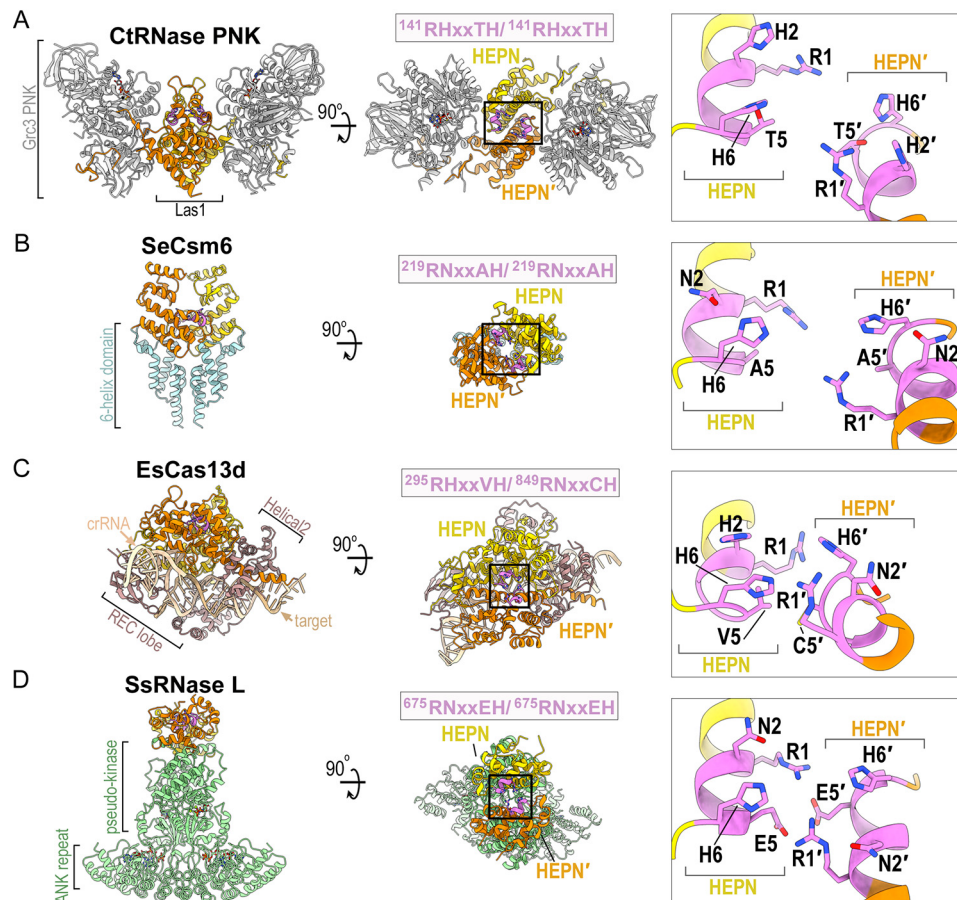 A
CtRNase PNK
Grc3 PNK
Las1
90°
¹⁴¹RHxxTH/ ¹⁴¹RHxxTH
HEPN
HEPN′
H2
R1
HEPN′
H6′
T5′
H2′
H6
T5
R1′
HEPN
B
SeCsm6
6-helix domain
90°
²¹⁹RNxxAH/ ²¹⁹RNxxAH
HEPN
HEPN′
N2
R1
HEPN′
H6′
A5′
N2
H6
A5
R1′
HEPN
C
EsCas13d
crRNA
Helical2
REC lobe
target
90°
²⁹⁵RHxxVH/ ⁸⁴⁹RNxxCH
HEPN
HEPN′
HEPN′
H2
R1
H6′
H6
N2′
R1′
V5
C5′
HEPN
D
SsRNase L
pseudo-kinase
ANK repeat
90°
⁶⁷⁵RNxxEH/ ⁶⁷⁵RNxxEH
HEPN
HEPN′
N2
R1
HEPN′
H6′
E5′
H6
E5
R1′
N2′
HEPN